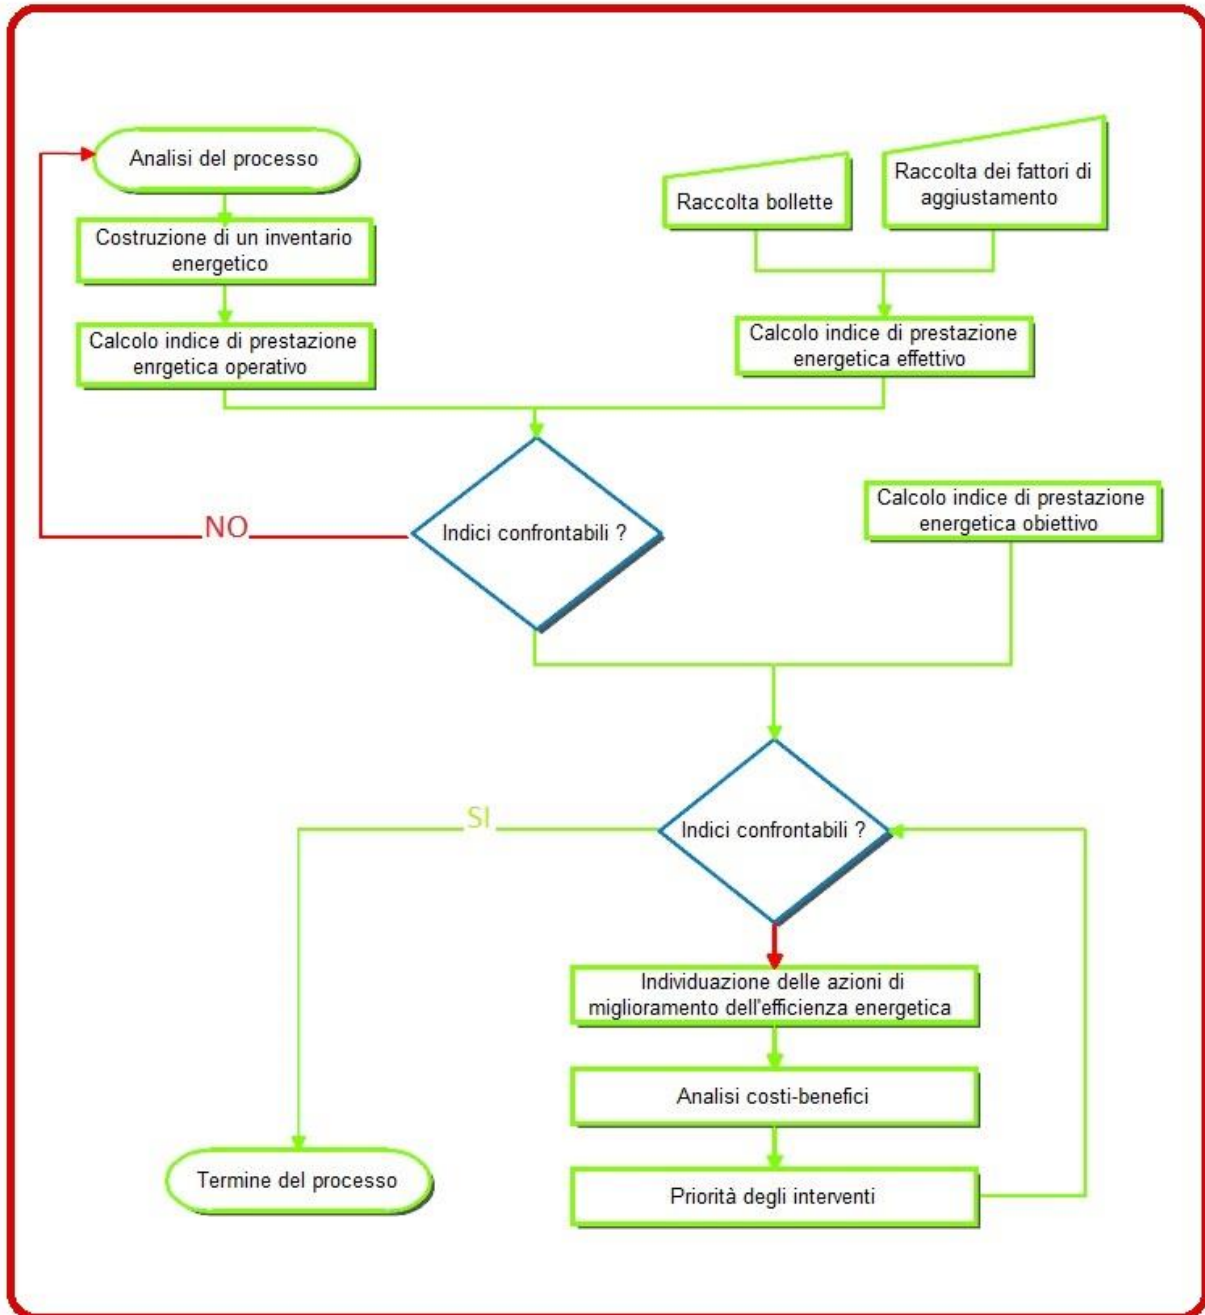 Analisi del processo
Costruzione di un inventario
energetico
Calcolo indice di prestazione
enrgetica operativo
Raccolta bollette
Raccolta dei fattori di
aggiustamento
Calcolo indice di prestazione
energetica effettivo
Indici confrontabili ?
NO
Calcolo indice di prestazione
energetica obiettivo
Indici confrontabili ?
SI
Individuazione delle azioni di
miglioramento dell'efficienza energetica
Analisi costi-benefici
Priorità degli interventi
Termine del processo